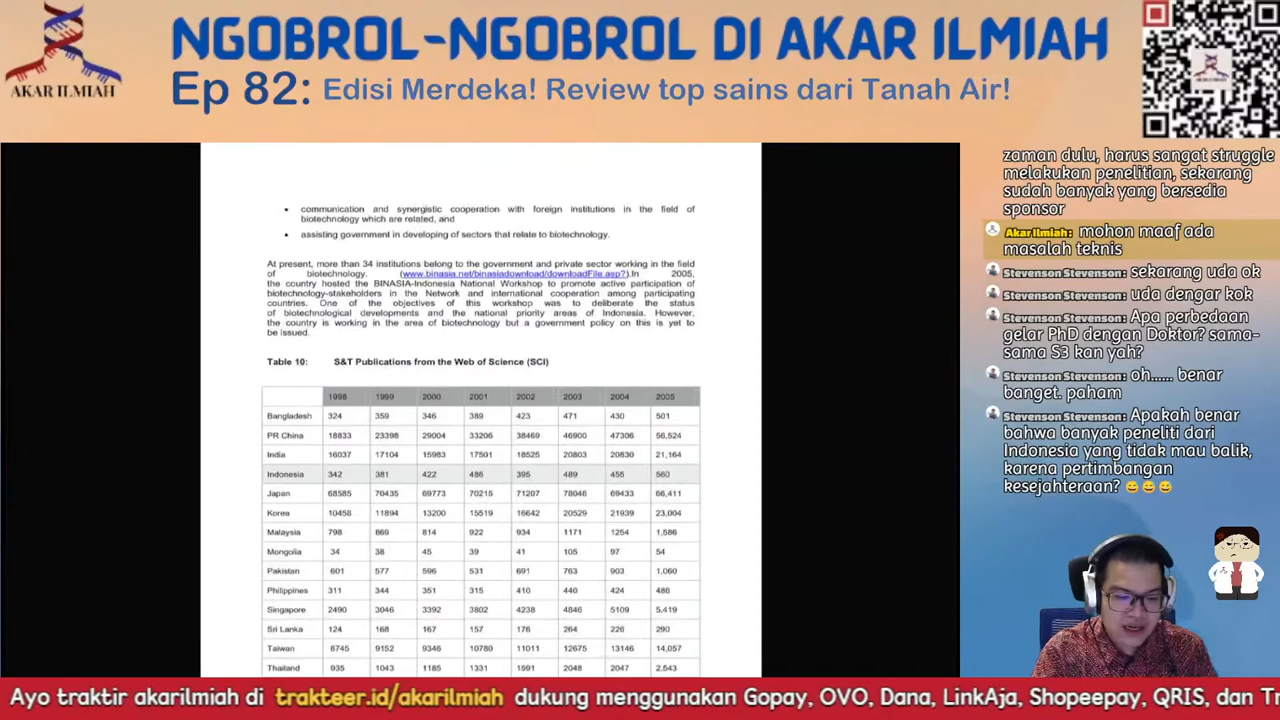 NGOBROL-NGOBROL DI AKAR ILMIAH
Ep 82: Edisi Merdeka! Review top sains dari Tanah Air!
AKAR ILMIAH
• communication and synergistic cooperation with foreign institutions in the field of
biotechnology which are related, and
• assisting government in developing of sectors that relate to biotechnology.
At present, more than 34 institutions belong to the government and private sector working in the field
of biotechnology. (www.binasia.net/binasiadownload/downloadFile.asp?).In 2005,
the country hosted the BINASIA-Indonesia National Workshop to promote active participation of
biotechnology-stakeholders in the Network and international cooperation among participating
countries. One of the objectives of this workshop was to deliberate the status
of biotechnological developments and the national priority areas of Indonesia. However,
the country is working in the area of biotechnology but a government policy on this is yet to
be issued.
Table 10: S&T Publications from the Web of Science (SCI)
1998 1999 2000 2001 2002 2003 2004 2005
Bangladesh 324 359 346 389 423 471 430 501
PR China 18833 23398 29004 33206 38469 46900 47306 56,524
India 16037 17104 15983 17501 18525 20803 20830 21,164
Indonesia 342 381 422 486 395 489 455 560
Japan 68585 70435 69773 70215 71207 78046 69433 66,411
Korea 10458 11894 13200 15519 16642 20529 21939 23,004
Malaysia 798 869 814 922 934 1171 1254 1,586
Mongolia 34 38 45 39 41 105 97 54
Pakistan 601 577 596 531 691 763 903 1,060
Philippines 311 344 351 315 410 440 424 486
Singapore 2490 3046 3392 3802 4238 4846 5109 5,419
Sri Lanka 124 168 167 157 176 264 226 290
Taiwan 8745 9152 9346 10780 11011 12675 13146 14,057
Thailand 935 1043 1185 1331 1591 2048 2047 2,543
zaman dulu, harus sangat struggle
melakukan penelitian, sekarang
sudah banyak yang bersedia
sponsor
AkarIlmiah: mohon maaf ada
masalah teknis
Stevenson Stevenson: sekarang uda ok
Stevenson Stevenson: uda dengar kok
Stevenson Stevenson: Apa perbedaan
gelar PhD dengan Doktor? sama-
sama S3 kan yah?
Stevenson Stevenson: oh...... benar
banget. paham
Stevenson Stevenson: Apakah benar
bahwa banyak peneliti dari
Indonesia yang tidak mau balik,
karena pertimbangan
kesejahteraan? 😅😅😅
Ayo traktir akarilmiah di trakteer.id/akarilmiah dukung menggunakan Gopay, OVO, Dana, LinkAja, Shopeepay, QRIS, dan